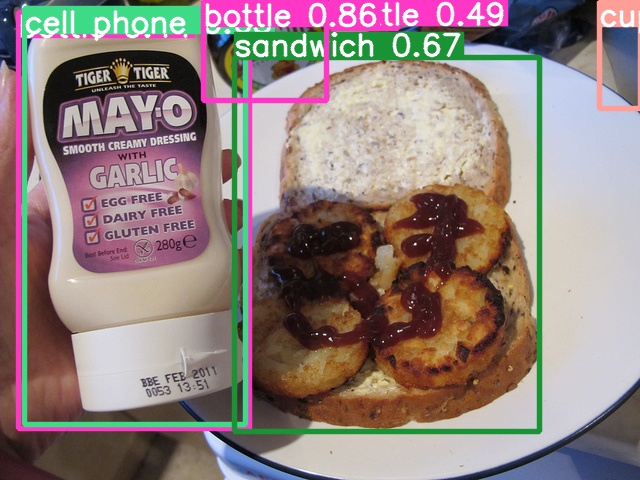 cell phone
bottle 0.86
tle 0.49
cu
sandwich 0.67
TIGER TIGER
UNLEASH THE TASTE
MAY-O
SMOOTH CREAMY DRESSING
WITH
GARLIC
EGG FREE
DAIRY FREE
GLUTEN FREE
Best Before End:
See Lid
280g e
BBE FEB 2011
0053 13:51